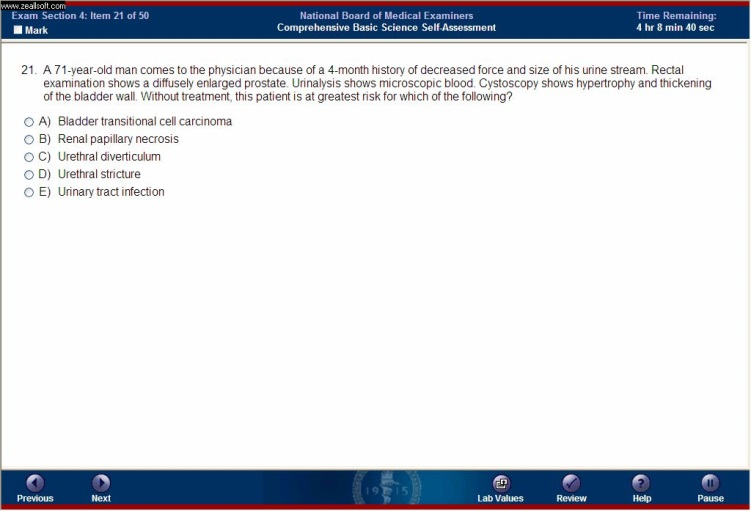 www.zeallsoft.com
Exam Section 4: Item 21 of 50
National Board of Medical Examiners
Time Remaining:
Mark
Comprehensive Basic Science Self-Assessment
4 hr 8 min 40 sec
21. A 71-year-old man comes to the physician because of a 4-month history of decreased force and size of his urine stream. Rectal
examination shows a diffusely enlarged prostate. Urinalysis shows microscopic blood. Cystoscopy shows hypertrophy and thickening
of the bladder wall. Without treatment, this patient is at greatest risk for which of the following?
A) Bladder transitional cell carcinoma
B) Renal papillary necrosis
C) Urethral diverticulum
D) Urethral stricture
E) Urinary tract infection
1915
Previous
Next
Lab Values
Review
Help
Pause